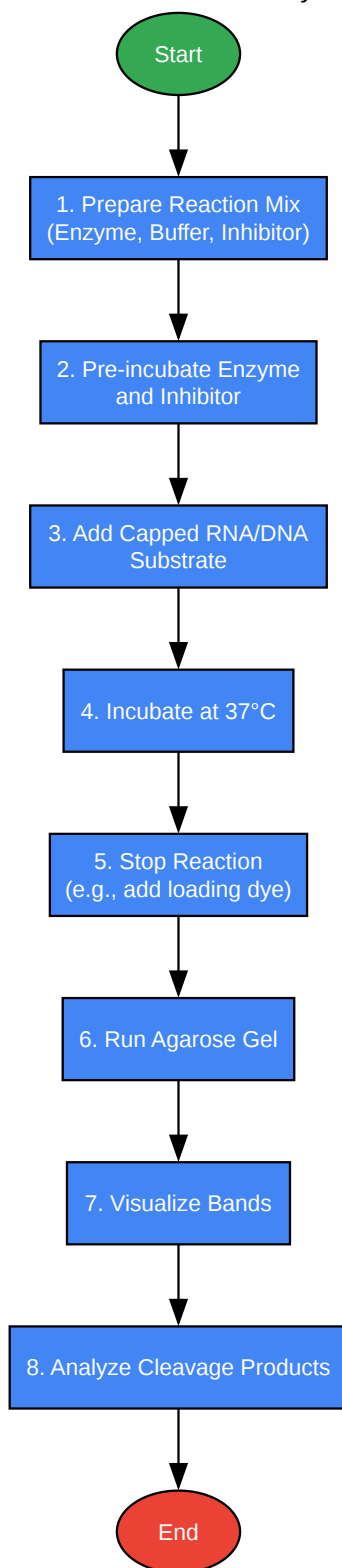 Start
1. Prepare Reaction Mix
(Enzyme, Buffer, Inhibitor)
2. Pre-incubate Enzyme
and Inhibitor
3. Add Capped RNA/DNA
Substrate
4. Incubate at 37°C
5. Stop Reaction
(e.g., add loading dye)
6. Run Agarose Gel
7. Visualize Bands
8. Analyze Cleavage Products
End